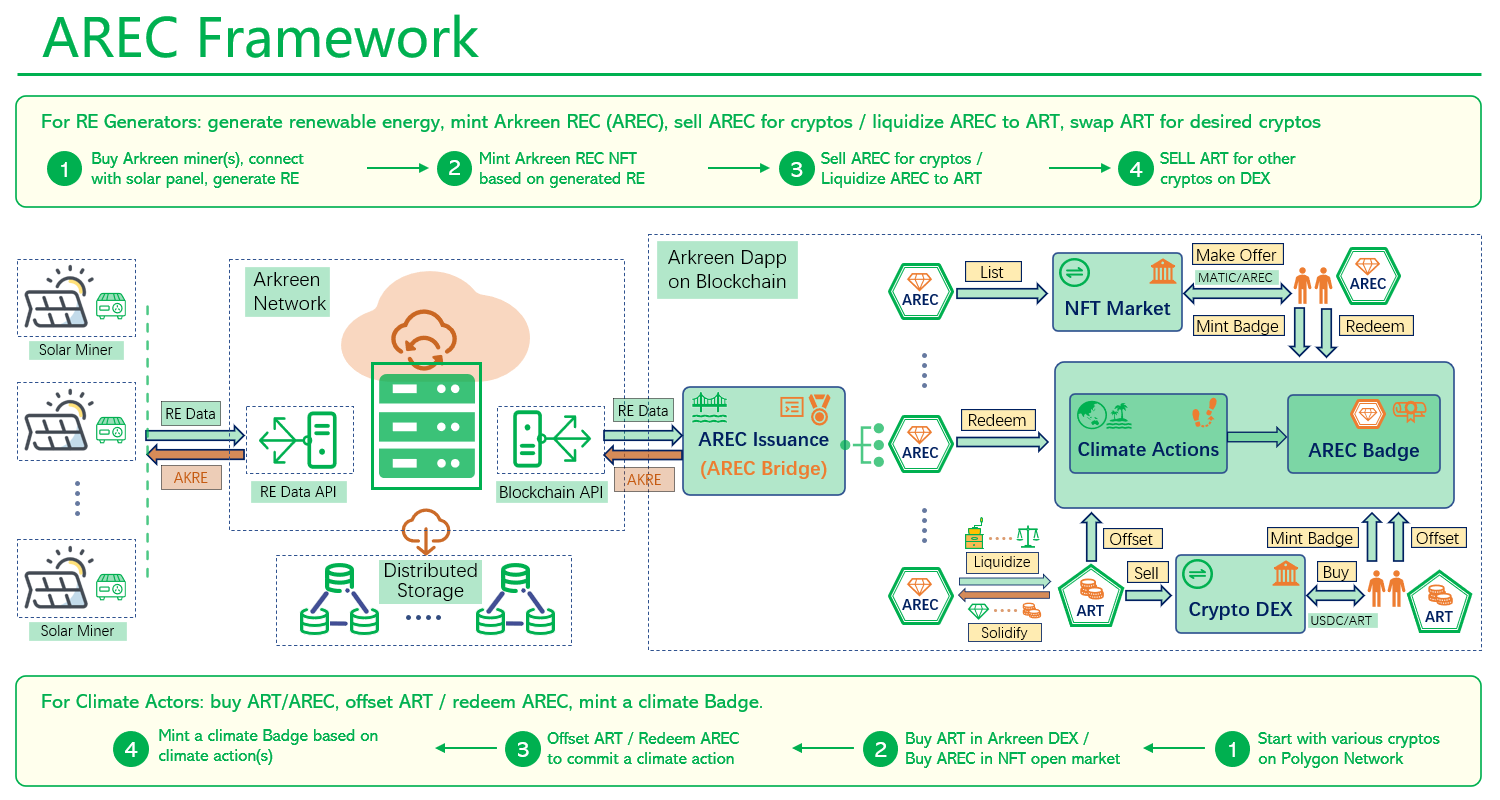 AREC Framework
For RE Generators: generate renewable energy, mint Arkreen REC (AREC), sell AREC for cryptos / liquidize AREC to ART, swap ART for desired cryptos
1
Buy Arkreen miner(s), connect
with solar panel, generate RE
2
Mint Arkreen REC NFT
based on generated RE
3
Sell AREC for cryptos /
Liquidize AREC to ART
4
SELL ART for other
cryptos on DEX
Solar Miner
Solar Miner
RE Data
AKRE
Arkreen
Network
RE Data API
Blockchain API
Distributed
Storage
RE Data
AKRE
Arkreen Dapp
on Blockchain
AREC Issuance
(AREC Bridge)
AREC
List
NFT Market
Make Offer
MATIC/AREC
AREC
Mint Badge
Redeem
AREC
Redeem
Climate Actions
AREC Badge
AREC
Liquidize
Solidify
ART
Offset
Sell
Crypto DEX
Mint Badge
Offset
Buy
USDC/ART
ART
For Climate Actors: buy ART/AREC, offset ART / redeem AREC, mint a climate Badge.
4
Mint a climate Badge based on
climate action(s)
3
Offset ART / Redeem AREC
to commit a climate action
2
Buy ART in Arkreen DEX /
Buy AREC in NFT open market
1
Start with various cryptos
on Polygon Network